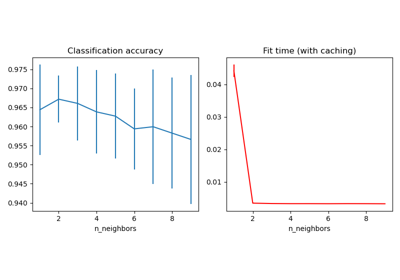 Classification accuracy
0.975
0.970
0.965
0.960
0.955
0.950
0.945
0.940
2 4 6 8
n_neighbors
Fit time (with caching)
0.04
0.03
0.02
0.01
2 4 6 8
n_neighbors